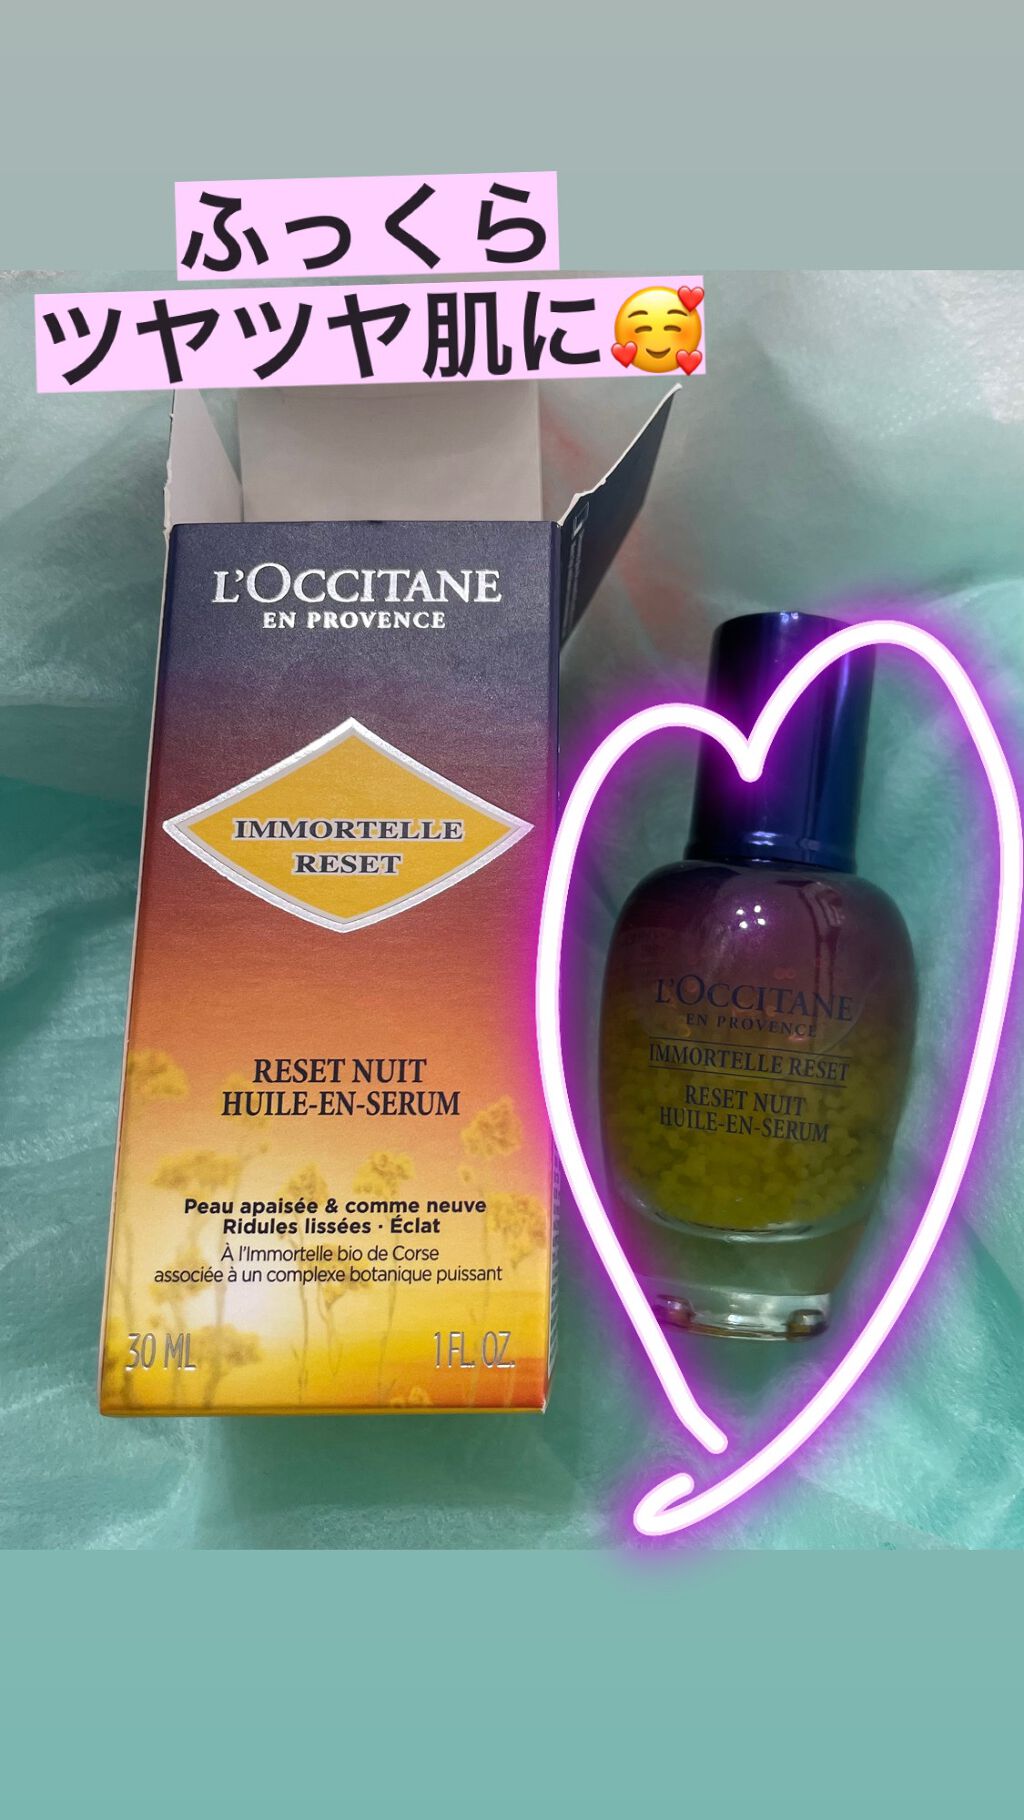 ふっくら
ツヤツヤ肌に🥰
L'OCCITANE
EN PROVENCE
IMMORTELLE
RESET
RESET NUIT
HUILE-EN-SERUM
Peau apaisée & comme neuve
Ridules lissées · Éclat
À l'Immortelle bio de Corse
associée à un complexe botanique puissant
30 ML
1 FL. OZ.
L'OCCITANE
EN PROVENCE
IMMORTELLE RESET
RESET NUIT
HUILE-EN-SERUM